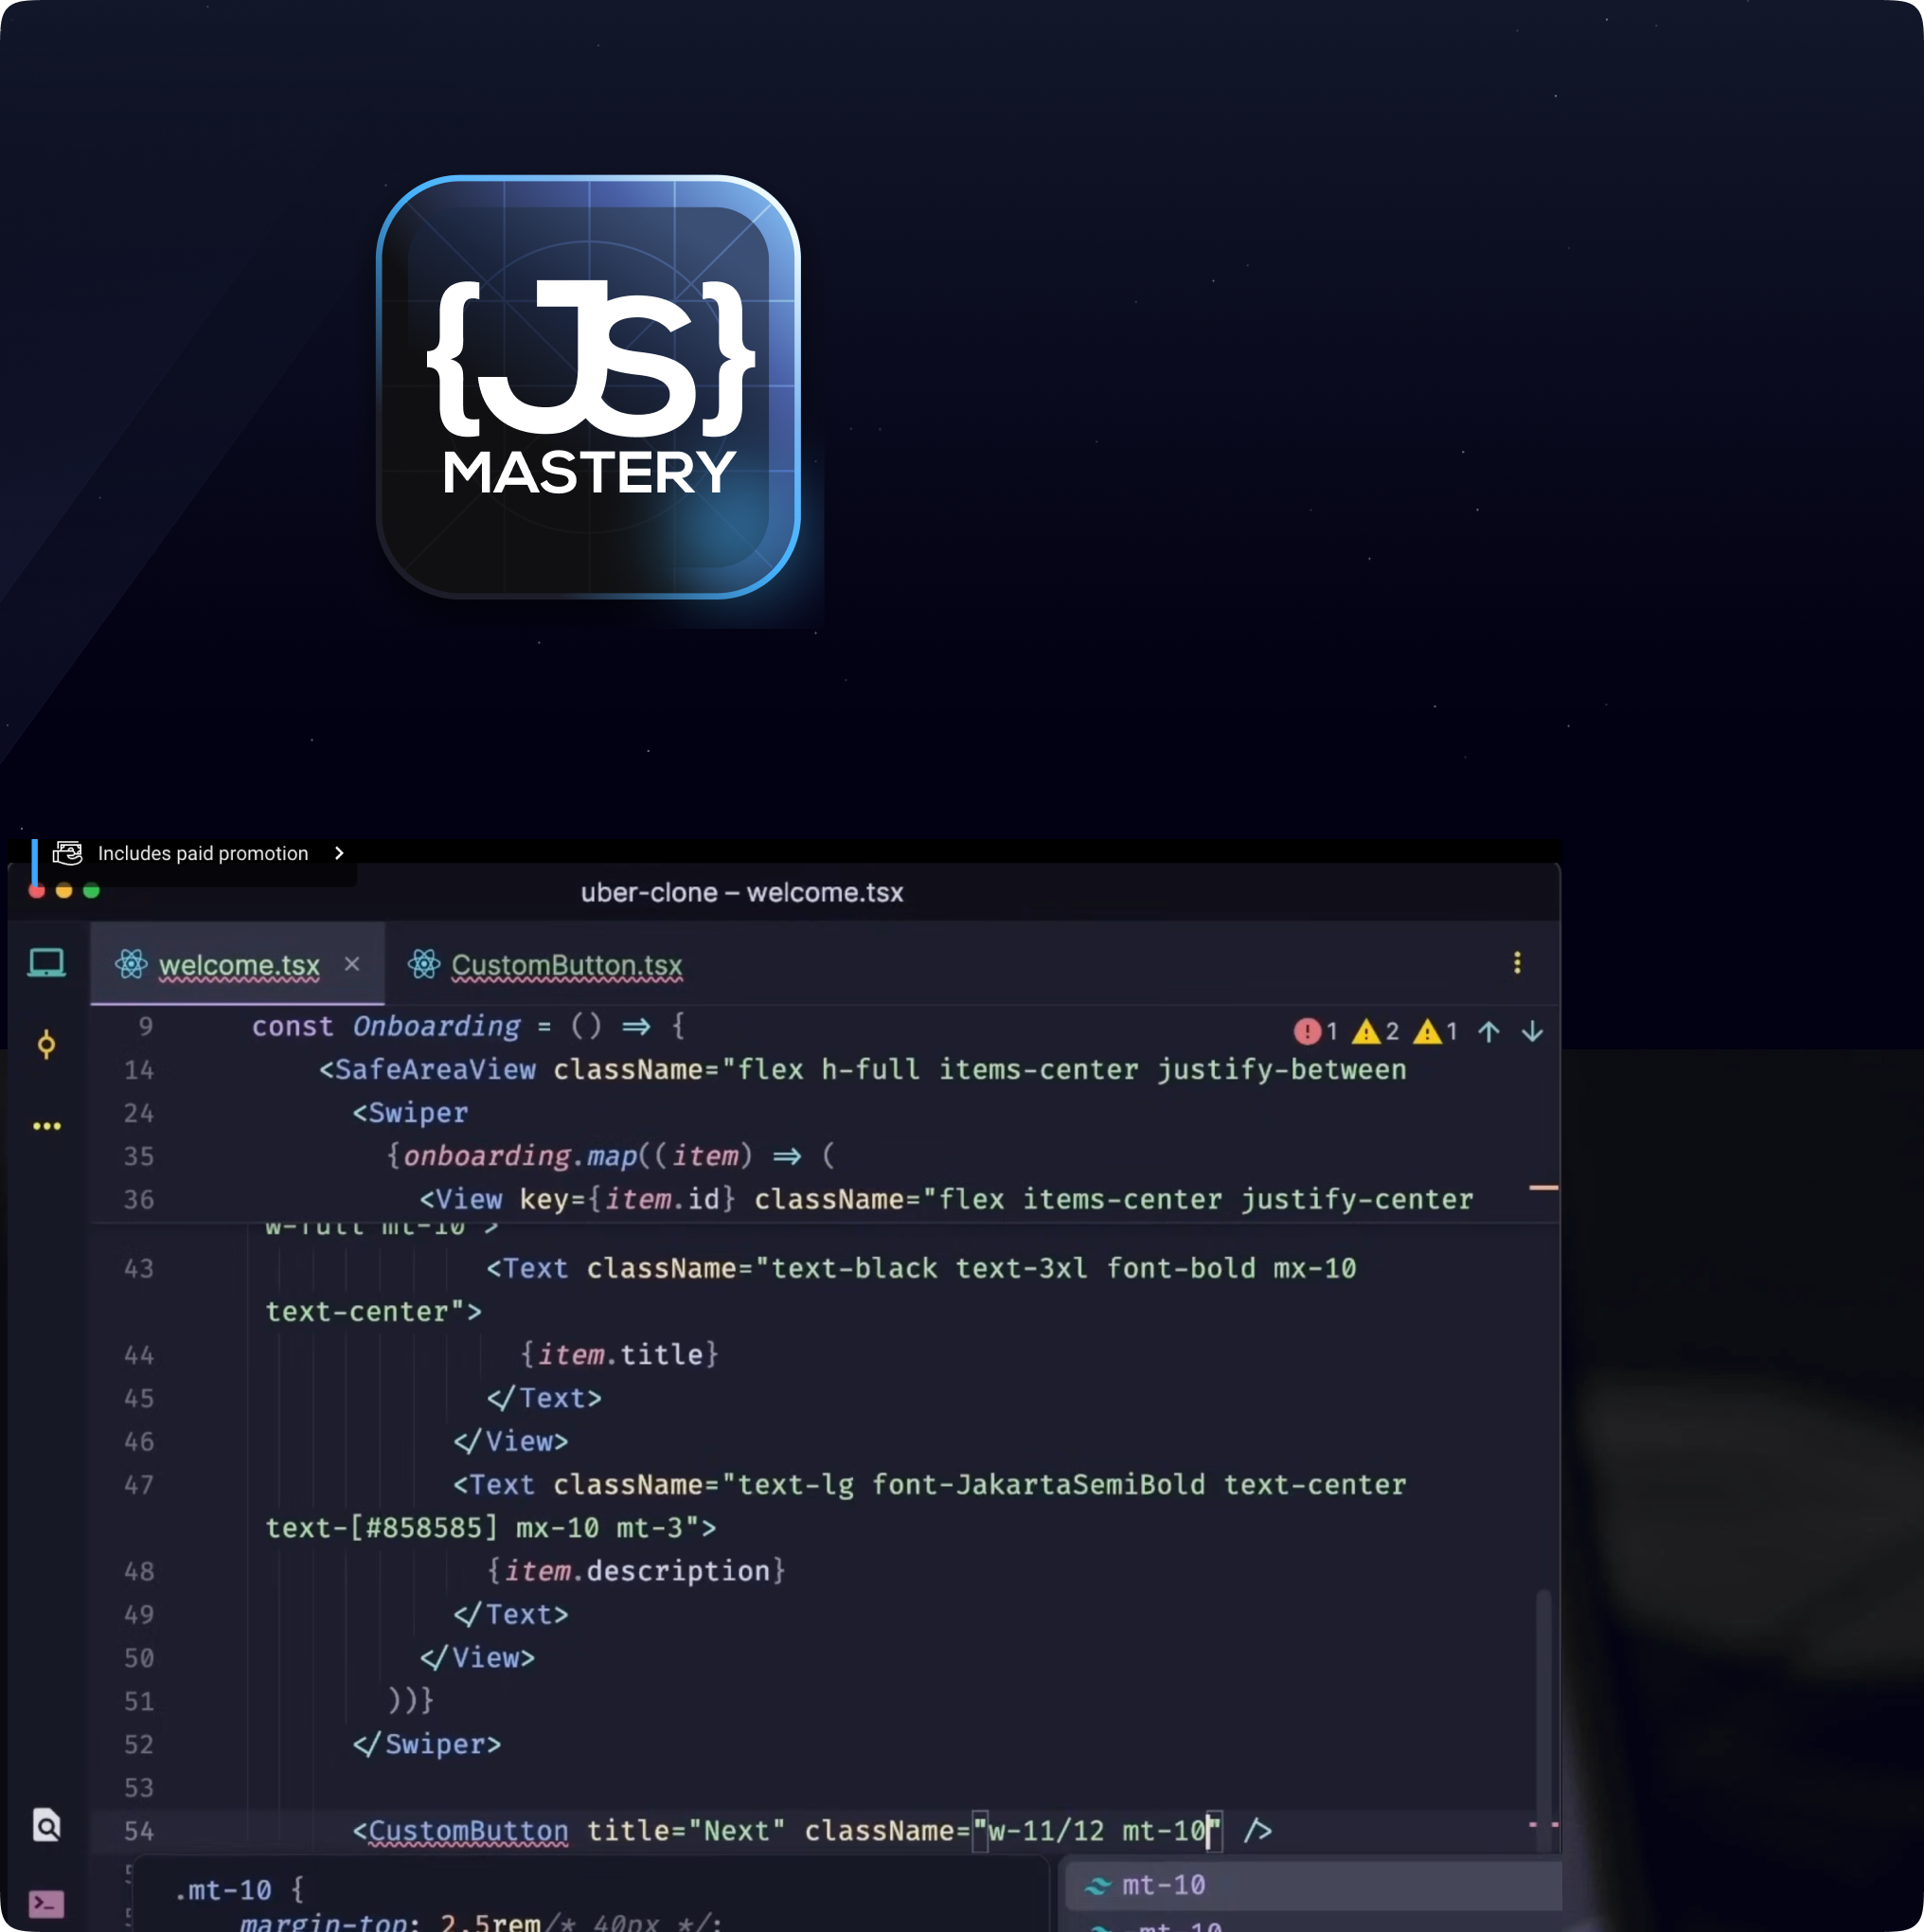 {JS}
MASTERY
Includes paid promotion
uber-clone – welcome.tsx
welcome.tsx × CustomButton.tsx
9 const Onboarding = () => {
1 2 1
14 <SafeAreaView className="flex h-full items-center justify-between
24 <Swiper
35 {onboarding.map((item) => (
36 <View key={item.id} className="flex items-center justify-center
w-full mt-10">
43 <Text className="text-black text-3xl font-bold mx-10
text-center">
44 {item.title}
45 </Text>
46 </View>
47 <Text className="text-lg font-JakartaSemiBold text-center
text-[#858585] mx-10 mt-3">
48 {item.description}
49 </Text>
50 </View>
51 ))}
52 </Swiper>
53
54 <CustomButton title="Next" className="w-11/12 mt-10" />
.mt-10 {
margin-top: 2.5rem/* 40px */;
mt-10
-mt-10